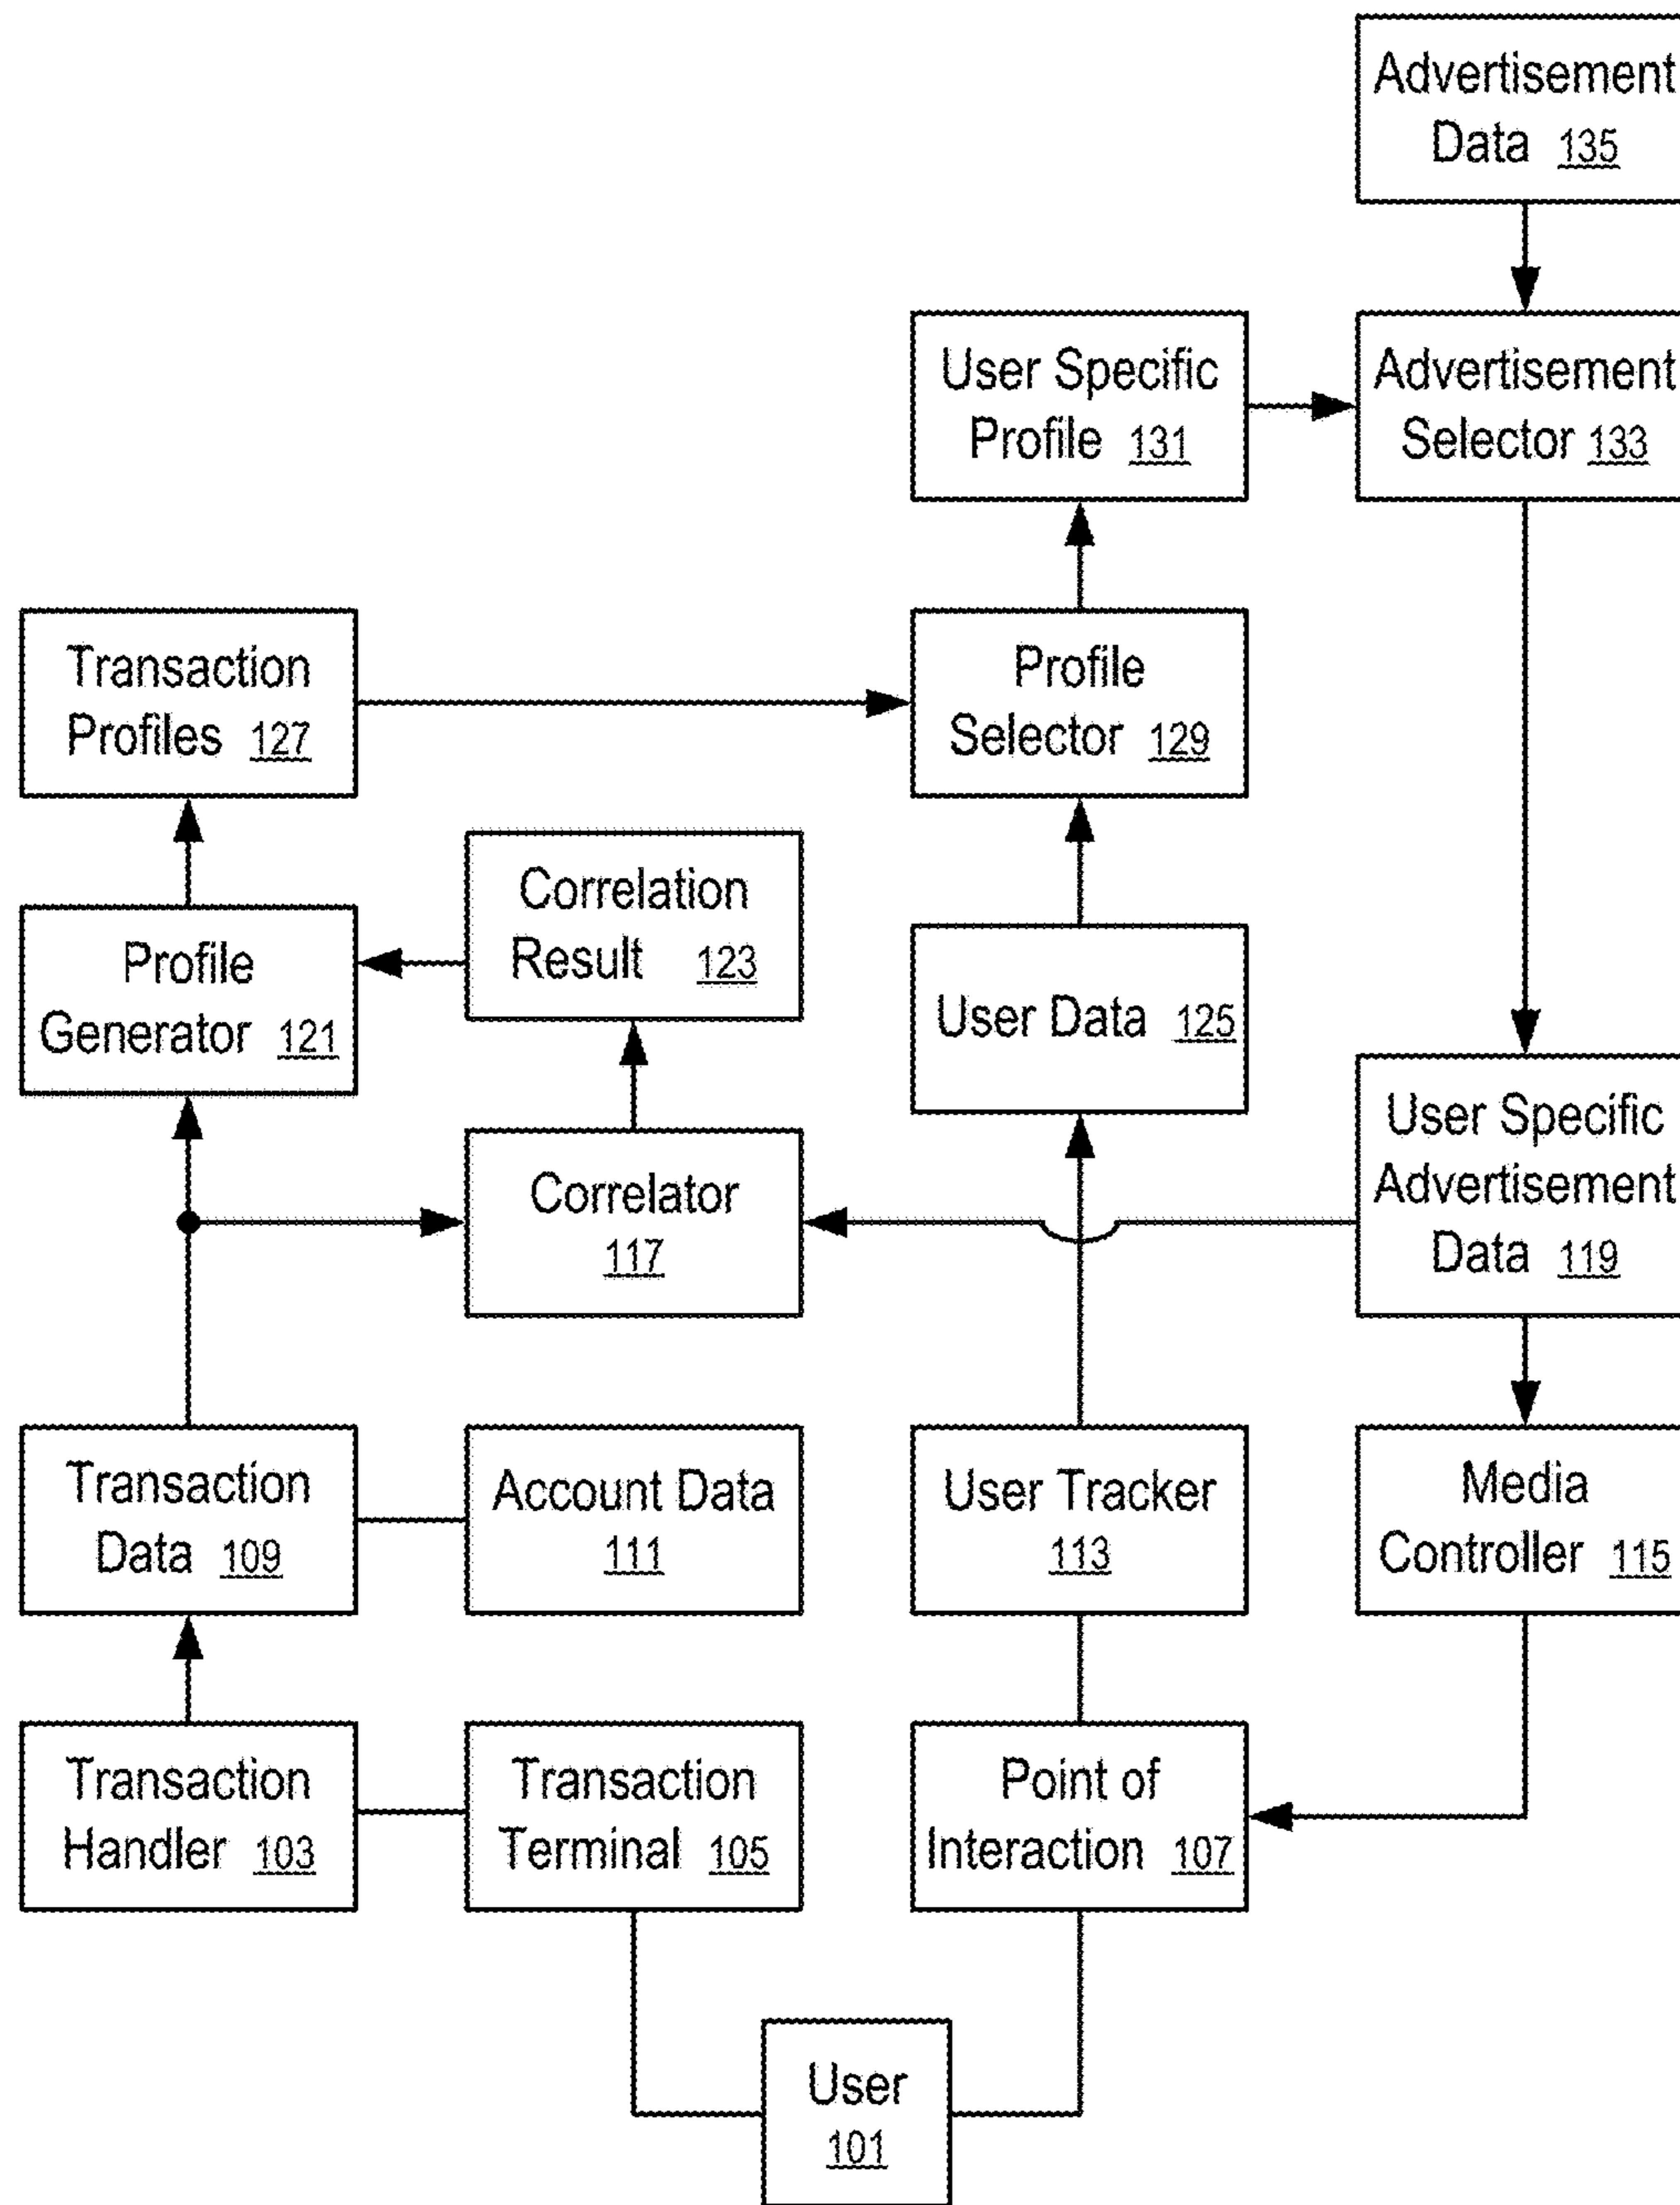 Advertisement
Data 135
User Specific
Profile 131
Advertisement
Selector 133
Transaction
Profiles 127
Profile
Selector 129
Correlation
Result 123
Profile
Generator 121
User Data 125
User Specific
Advertisement
Data 119
Correlator
117
Transaction
Data 109
Account Data
111
User Tracker
113
Media
Controller 115
Transaction
Handler 103
Transaction
Terminal 105
Point of
Interaction 107
User
101